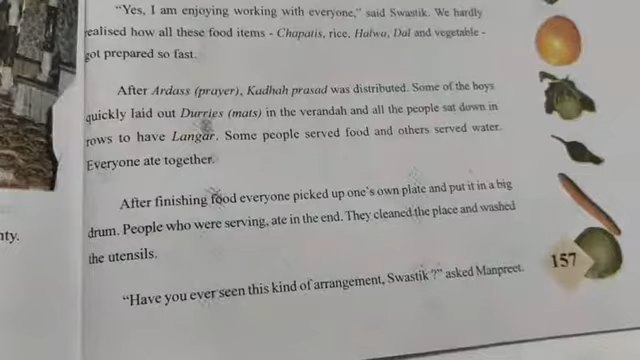 "Yes, I am enjoying working with everyone," said Swastik. We hardly
realised how all these food items - Chapatis, rice, Halwa, Dal and vegetable -
got prepared so fast.
After Ardass (prayer), Kadhah prasad was distributed. Some of the boys
quickly laid out Durries (mats) in the verandah and all the people sat down in
rows to have Langar. Some people served food and others served water.
Everyone ate together.
After finishing food everyone picked up one's own plate and put it in a big
drum. People who were serving, ate in the end. They cleaned the place and washed
the utensils.
"Have you ever seen this kind of arrangement, Swastik ?" asked Manpreet.
157